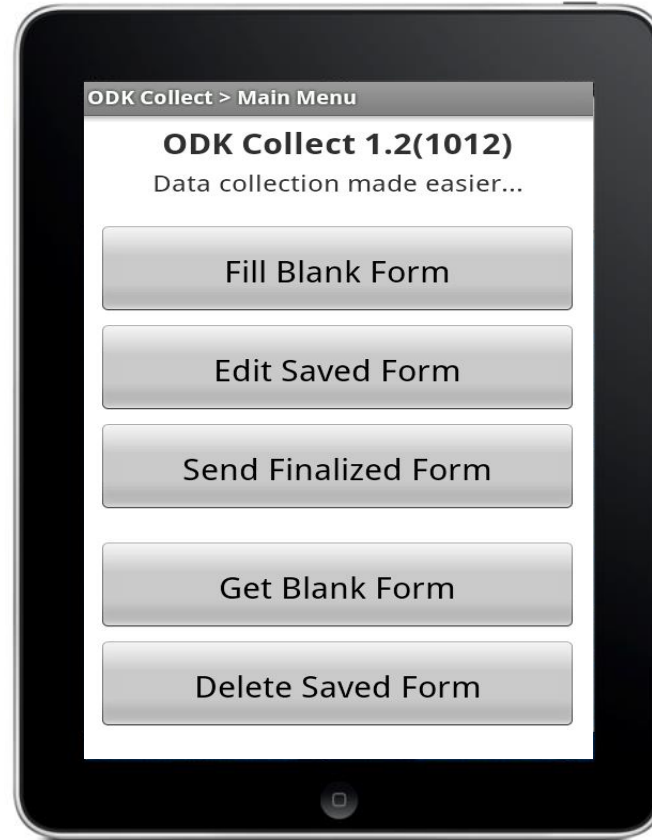 ODK Collect > Main Menu
ODK Collect 1.2(1012)
Data collection made easier...
Fill Blank Form
Edit Saved Form
Send Finalized Form
Get Blank Form
Delete Saved Form